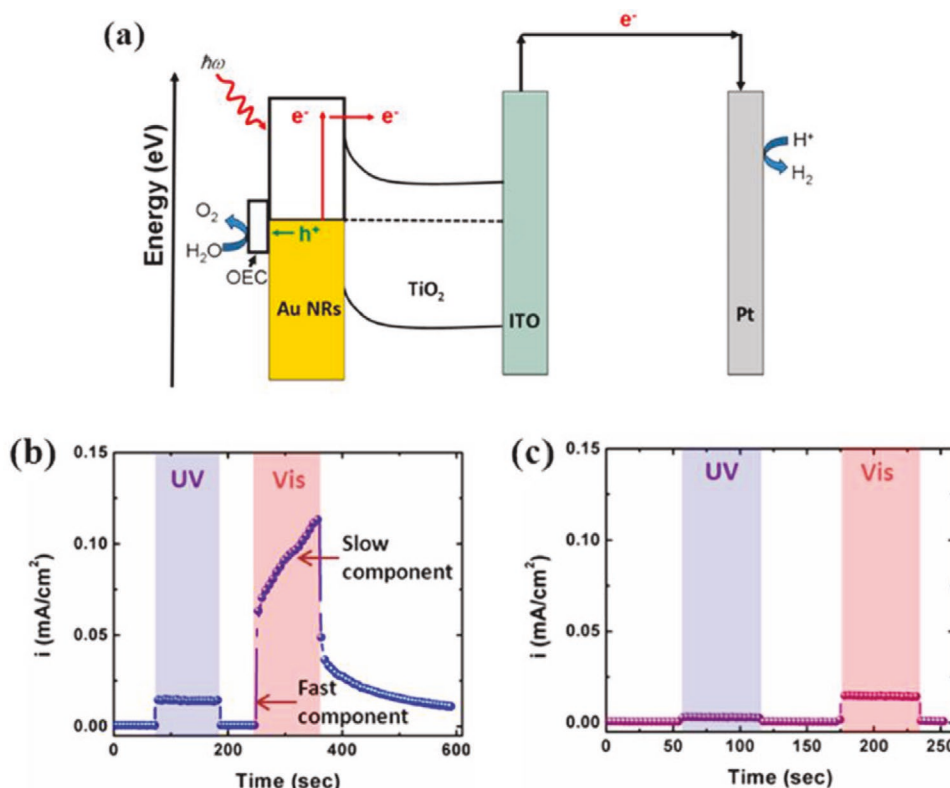 (a)
ħω
e⁻
e⁻
e⁻
Energy (eV)
H⁺
H₂
O₂
H₂O
OEC
h⁺
Au NRs
TiO₂
ITO
Pt
(b)
0.15
0.10
0.05
0.00
i (mA/cm²)
UV
Vis
Slow
component
Fast
component
0
200
400
600
Time (sec)
(c)
0.15
0.10
0.05
0.00
i (mA/cm²)
UV
Vis
0
50
100
150
200
250
Time (sec)